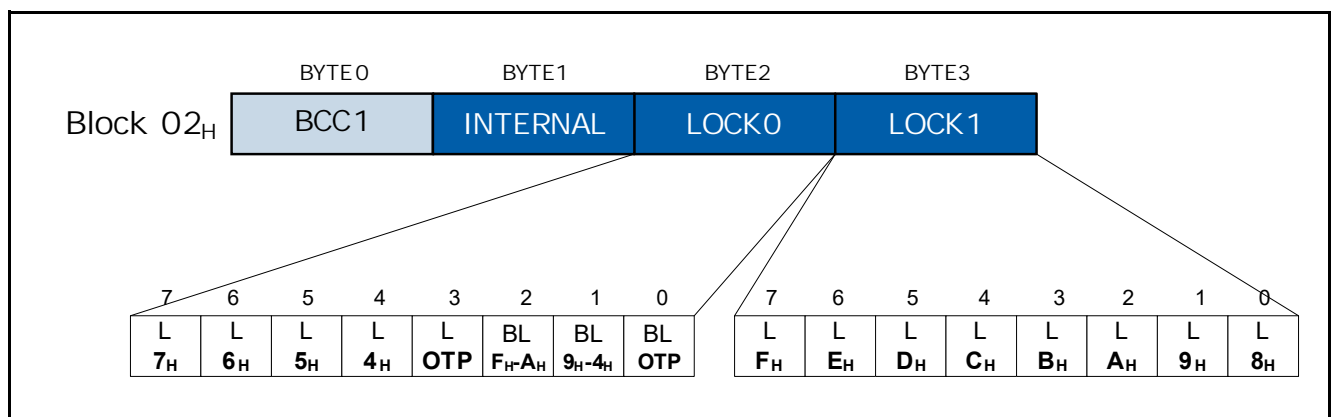 BYTE0 BYTE1 BYTE2 BYTE3
Block 02H BCC1 INTERNAL LOCK0 LOCK1
7 6 5 4 3 2 1 0 7 6 5 4 3 2 1 0
L L L L L BL BL BL L L L L L L L L
7H 6H 5H 4H OTP FH-AH 9H-4H OTP FH EH DH CH BH AH 9H 8H